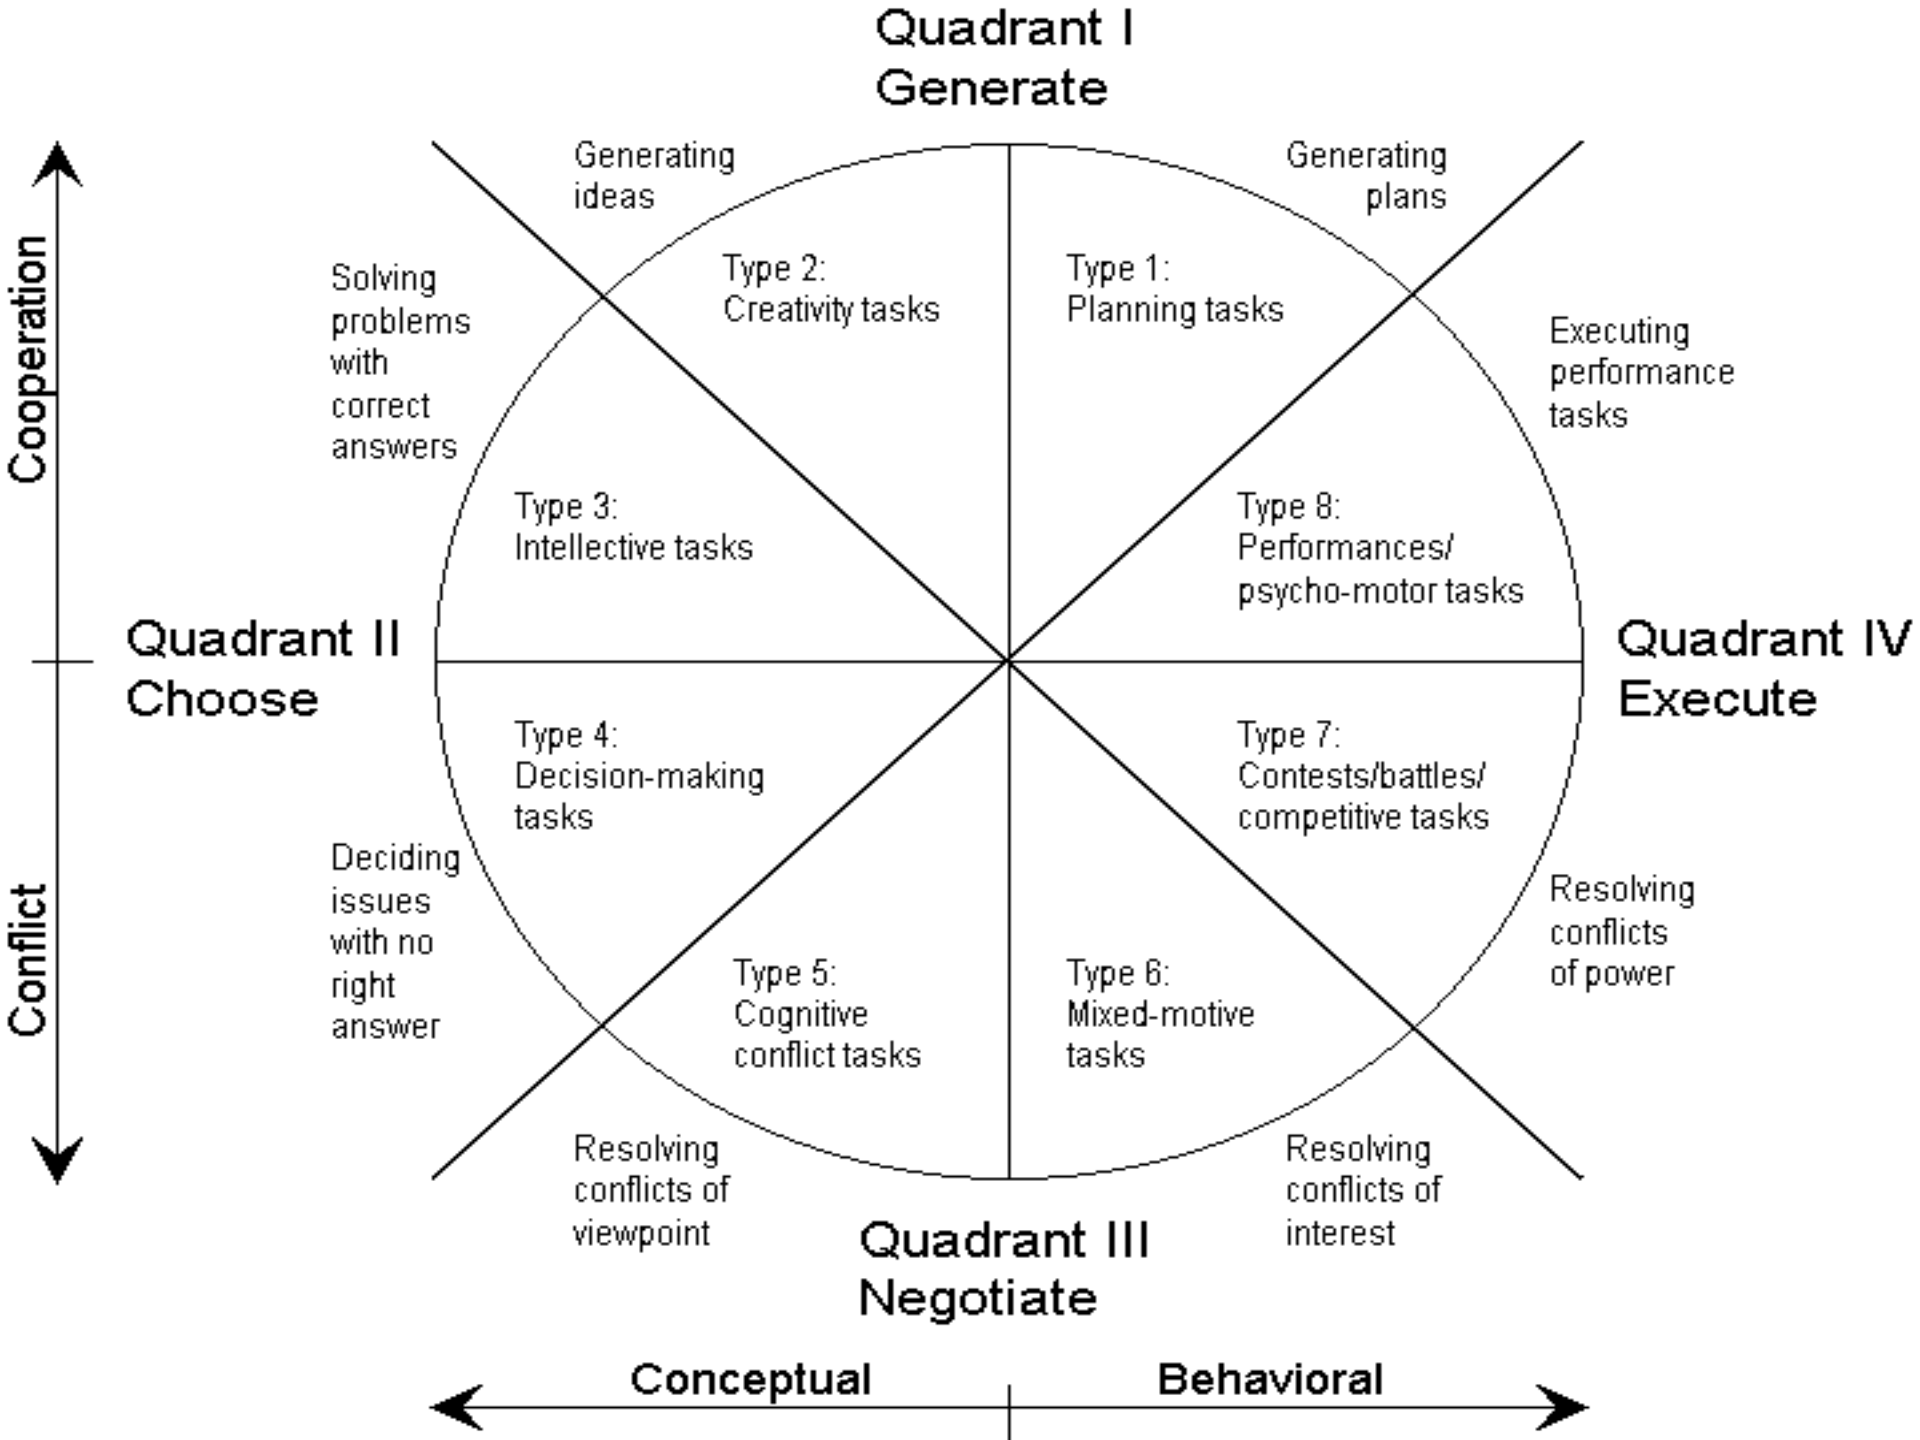 Quadrant I
Generate
Generating
ideas
Generating
plans
Cooperation
Solving
problems
with
correct
answers
Type 2:
Creativity tasks
Type 1:
Planning tasks
Executing
performance
tasks
Type 3:
Intellective tasks
Type 8:
Performances/
psycho-motor tasks
Quadrant II
Choose
Quadrant IV
Execute
Type 4:
Decision-making
tasks
Type 7:
Contests/battles/
competitive tasks
Conflict
Deciding
issues
with no
right
answer
Type 5:
Cognitive
conflict tasks
Type 6:
Mixed-motive
tasks
Resolving
conflicts
of power
Resolving
conflicts of
viewpoint
Resolving
conflicts of
interest
Quadrant III
Negotiate
Conceptual
Behavioral